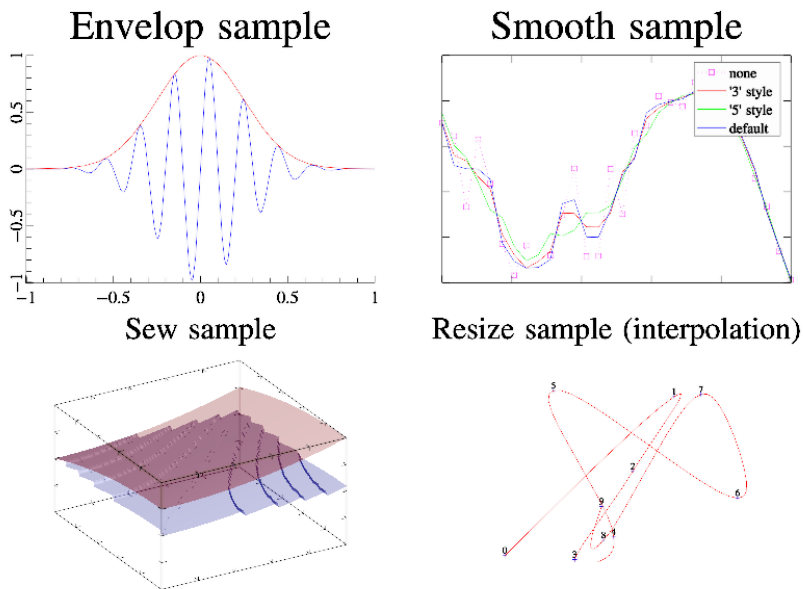 Envelop sample
Smooth sample
1
0.5
0
−0.5
−1
−1
−0.5
0
0.5
1
none
'3' style
'5' style
default
Sew sample
Resize sample (interpolation)
5
1
7
2
6
9
8
0
3